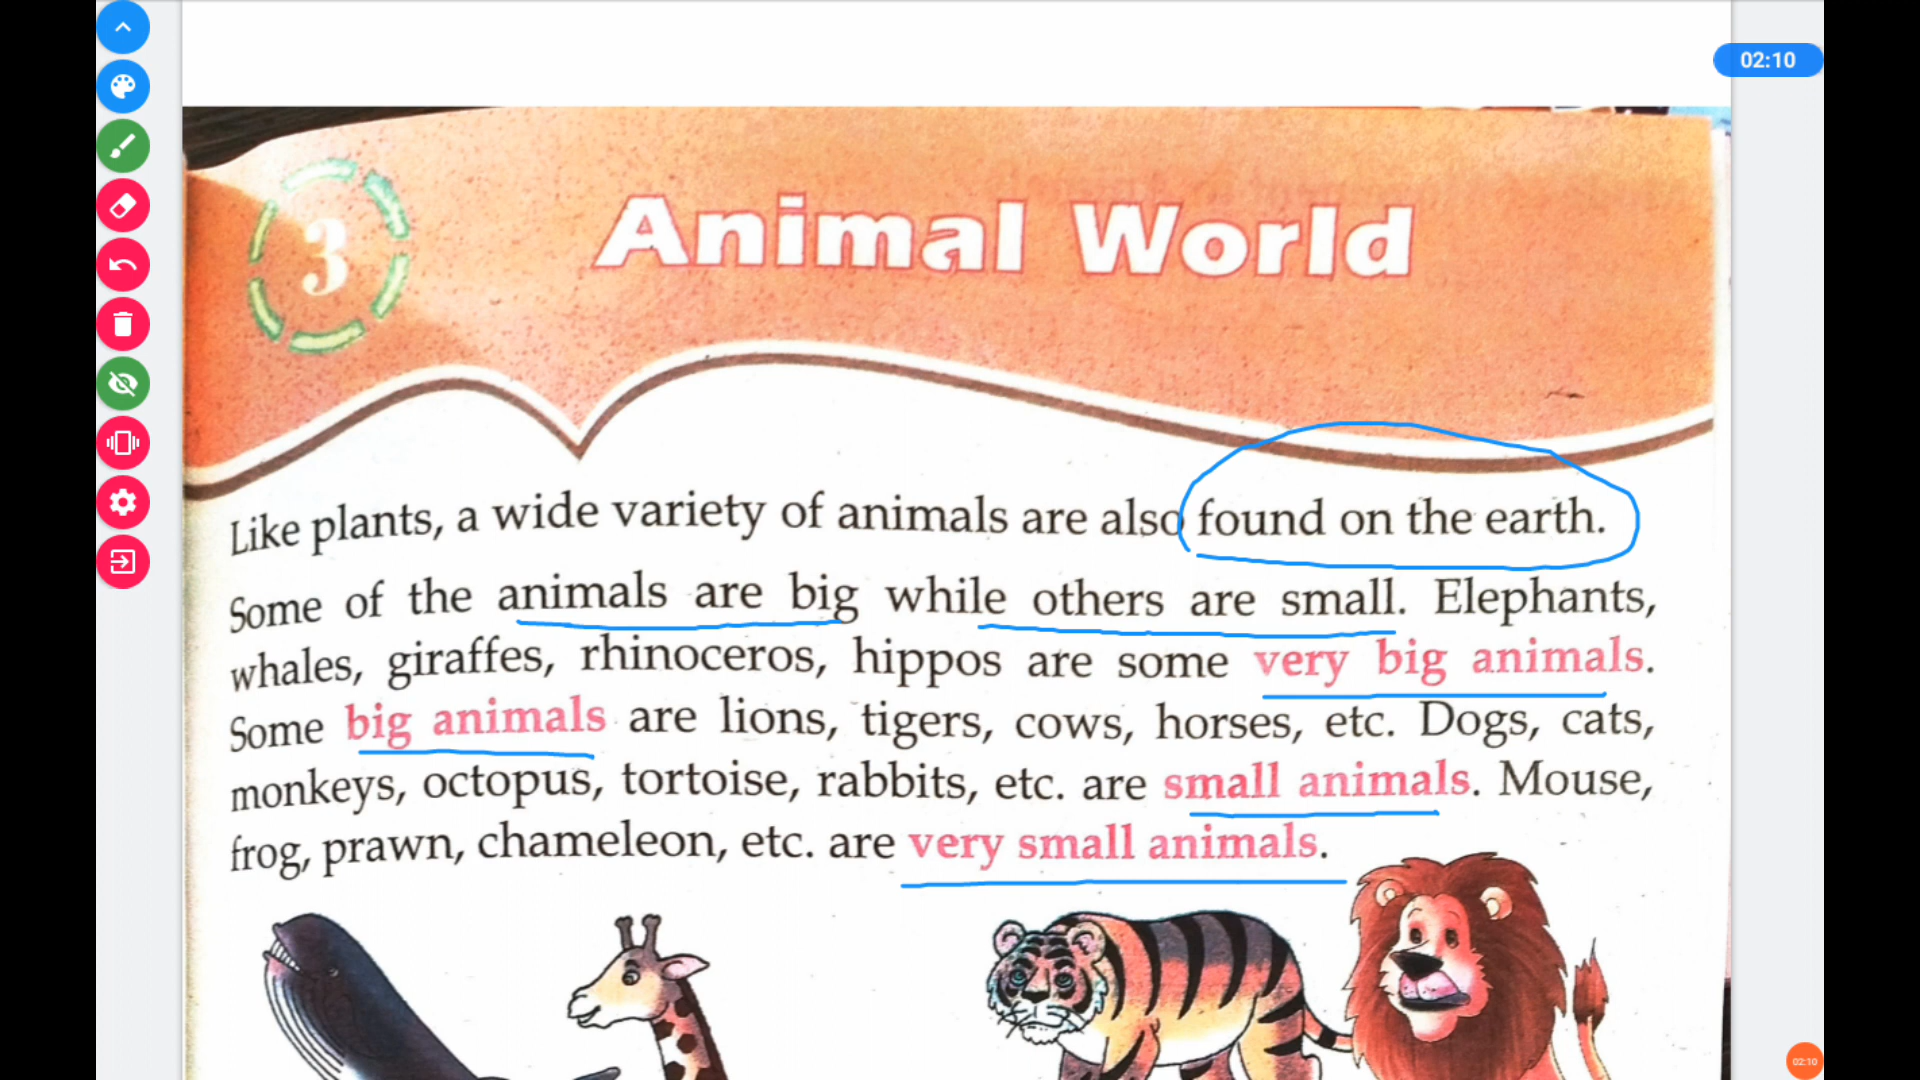 02:10
3
Animal World
Like plants, a wide variety of animals are also found on the earth.
Some of the animals are big while others are small. Elephants,
whales, giraffes, rhinoceros, hippos are some very big animals.
Some big animals are lions, tigers, cows, horses, etc. Dogs, cats,
monkeys, octopus, tortoise, rabbits, etc. are small animals. Mouse,
frog, prawn, chameleon, etc. are very small animals.
02:10